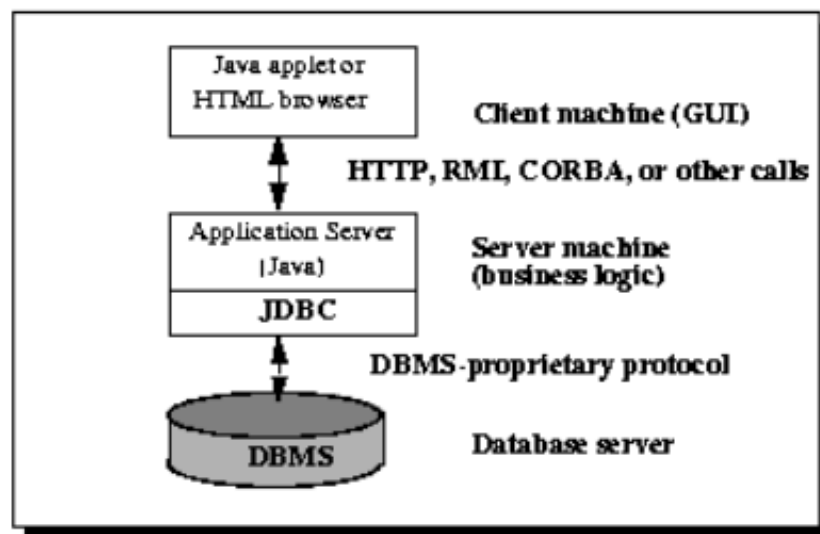 Java applet or
HTML browser
Client machine (GUI)
HTTP, RMI, CORBA, or other calls
Application Server
(Java)
Server machine
(business logic)
JDBC
DBMS-proprietary protocol
DBMS
Database server